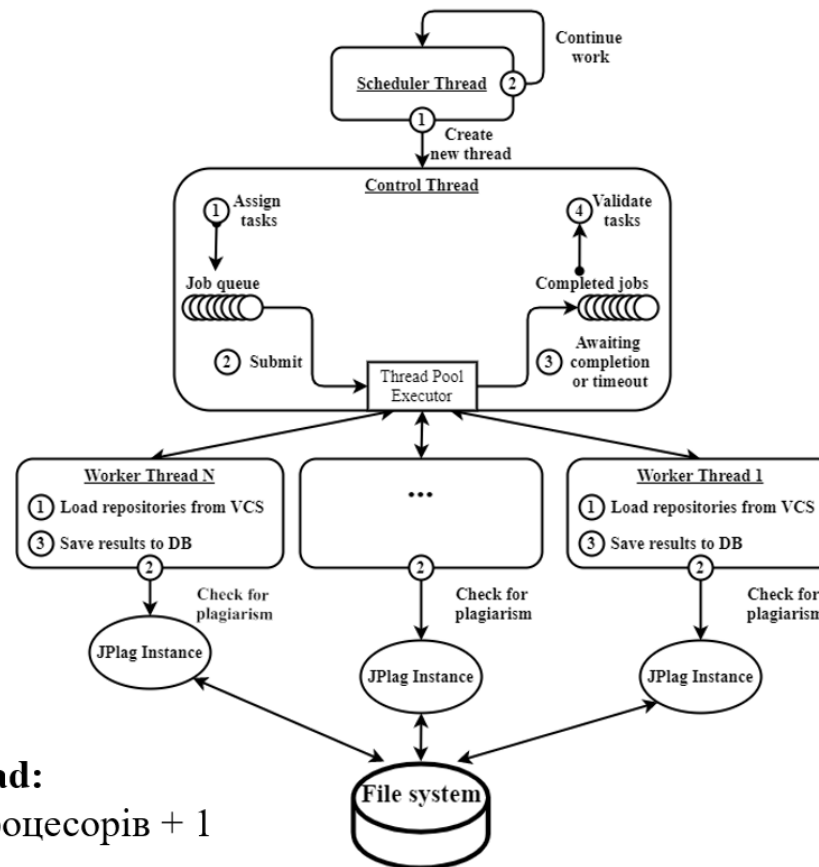 Continue
work
Scheduler Thread
2
1
Create
new thread
Control Thread
1 Assign
tasks
4 Validate
tasks
Job queue
Completed jobs
2 Submit
3 Awaiting
completion
or timeout
Thread Pool
Executor
Worker Thread N
1 Load repositories from VCS
3 Save results to DB
2
...
2
Worker Thread 1
1 Load repositories from VCS
3 Save results to DB
2
Check for
plagiarism
Check for
plagiarism
Check for
plagiarism
JPlag Instance
JPlag Instance
JPlag Instance
File system
ad:
оцесорів + 1